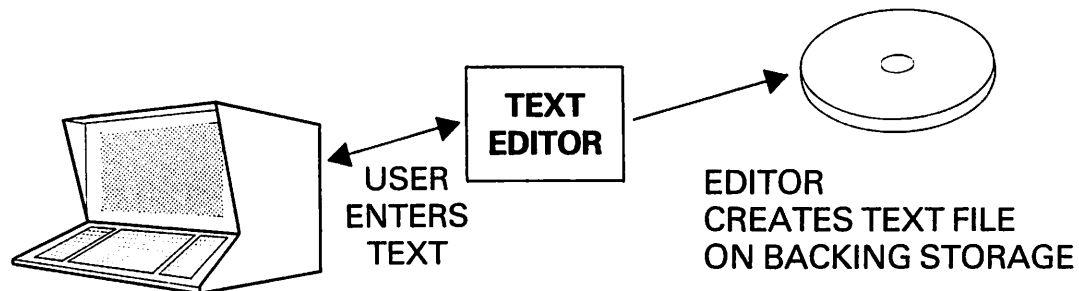 TEXT
EDITOR
USER
ENTERS
TEXT
EDITOR
CREATES TEXT FILE
ON BACKING STORAGE